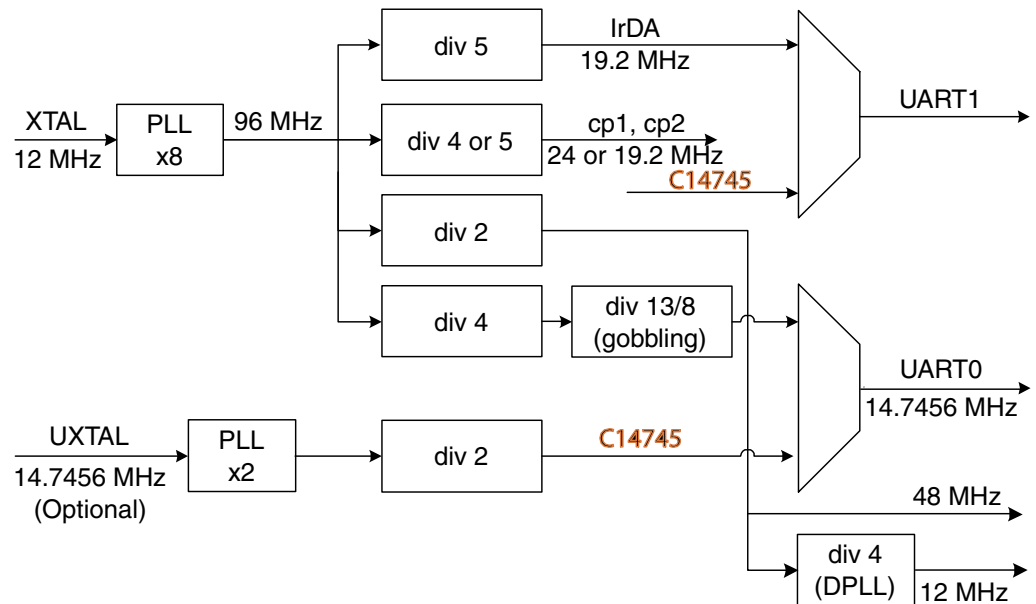 div 5
IrDA
19.2 MHz
XTAL
12 MHz
PLL
x8
96 MHz
div 4 or 5
cp1, cp2
24 or 19.2 MHz
C14745
UART1
div 2
div 4
div 13/8
(gobbling)
UART0
14.7456 MHz
UXTAL
14.7456 MHz
(Optional)
PLL
x2
div 2
C14745
48 MHz
div 4
(DPLL)
12 MHz